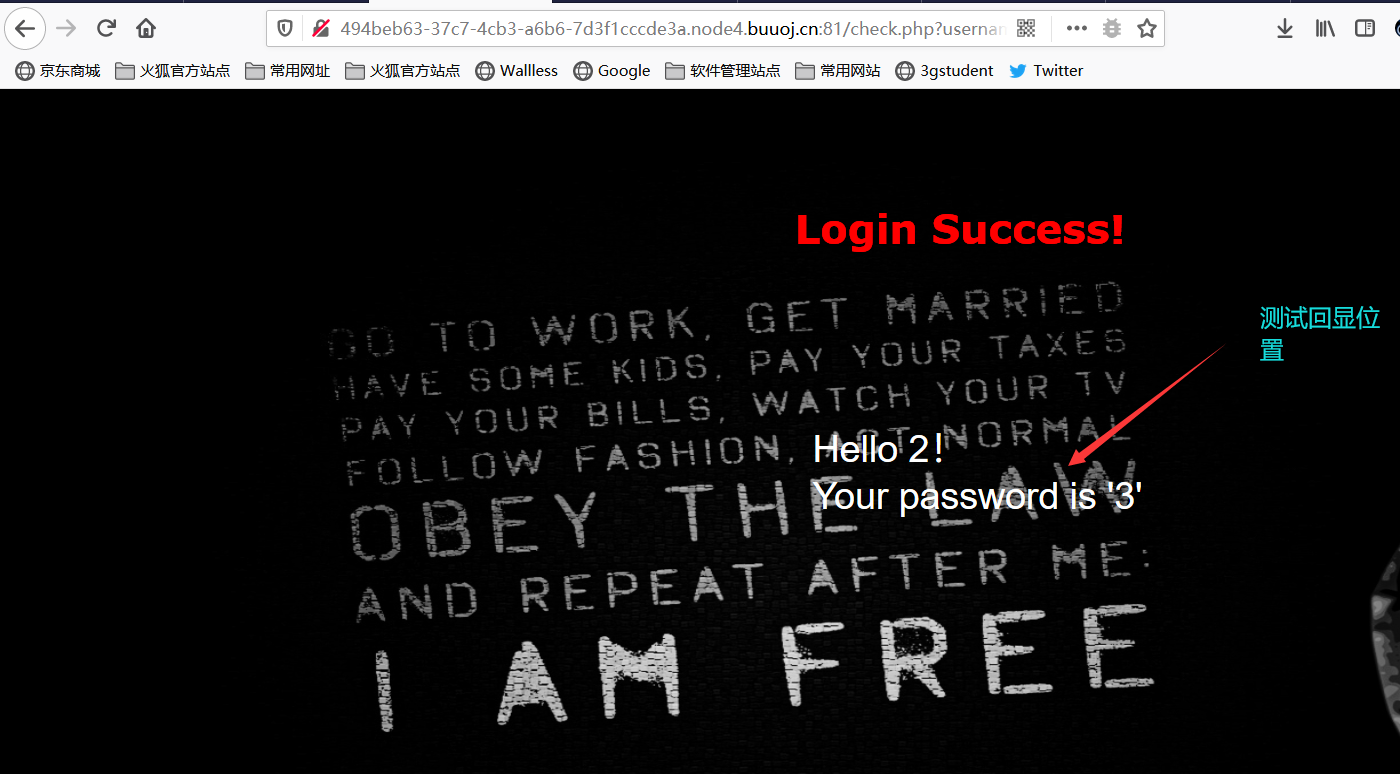 494beb63-37c7-4cb3-a6b6-7d3f1cccde3a.node4.buuoj.cn:81/check.php?usernam
京东商城 火狐官方站点 常用网址 火狐官方站点 Wallless Google 软件管理站点 常用网站 3gstudent Twitter
Login Success!
测试回显位
置
GO TO WORK, GET MARRIED
HAVE SOME KIDS, PAY YOUR TAXES
PAY YOUR BILLS, WATCH YOUR TV
FOLLOW FASHION, ACT NORMAL
Hello 2!
OBEY THE LAW
Your password is '3'
AND REPEAT AFTER ME:
I AM FREE